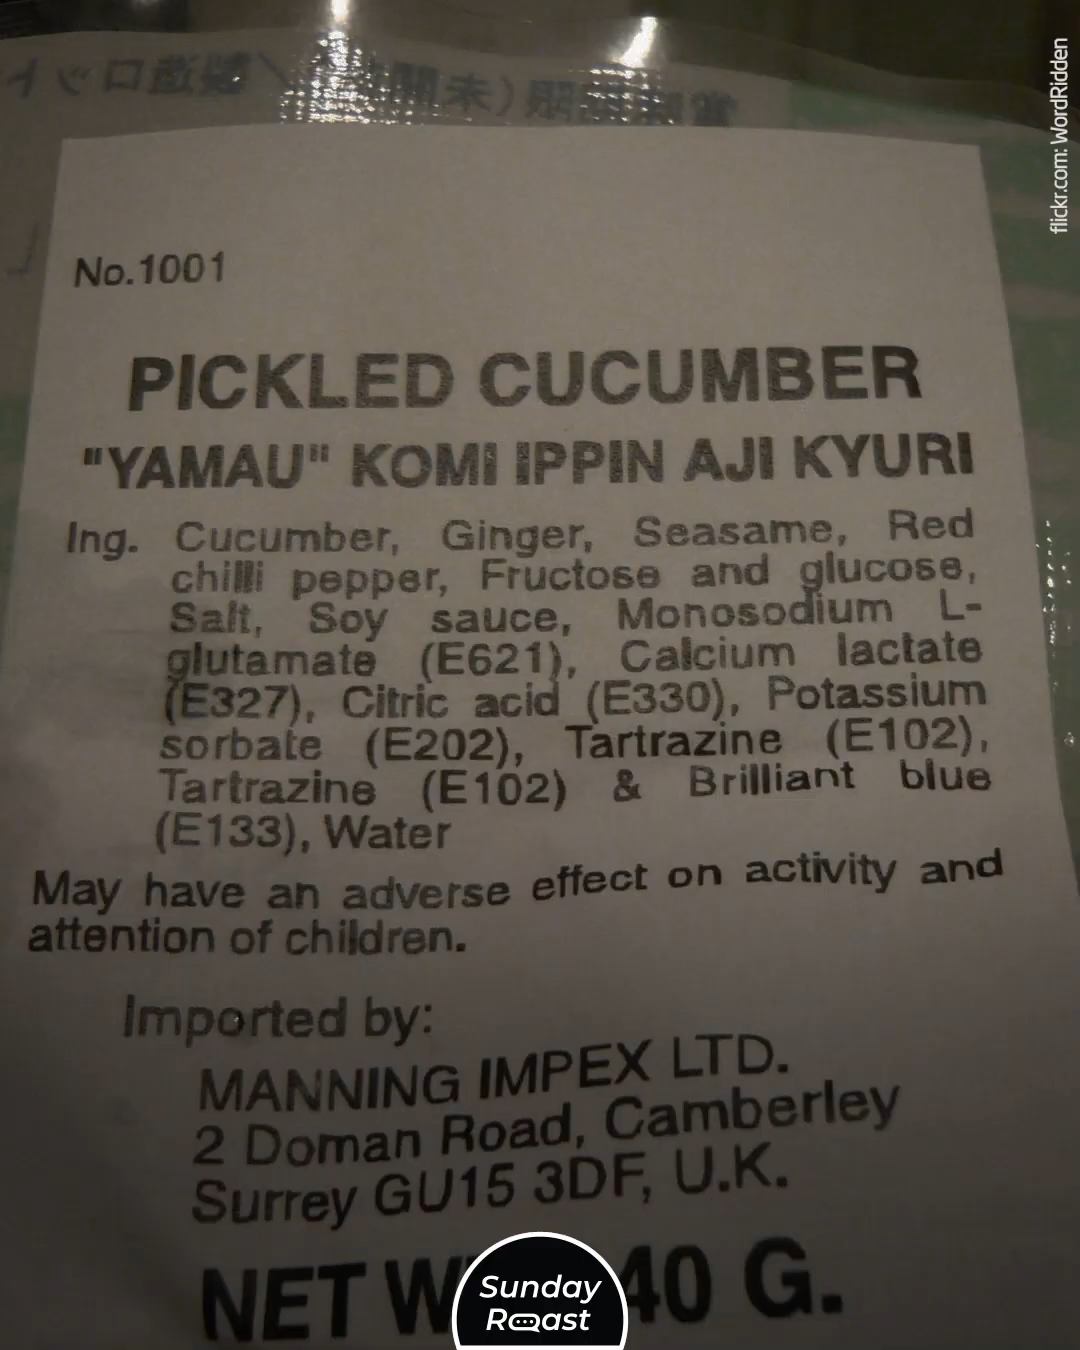 flickr.com: WordRidden
No.1001
PICKLED CUCUMBER
"YAMAU" KOMI IPPIN AJI KYURI
Ing. Cucumber, Ginger, Seasame, Red
chilli pepper, Fructose and glucose,
Salt, Soy sauce, Monosodium L-
glutamate (E621), Calcium lactate
(E327), Citric acid (E330), Potassium
sorbate (E202), Tartrazine (E102),
Tartrazine (E102) & Brilliant blue
(E133), Water
May have an adverse effect on activity and
attention of children.
Imported by:
MANNING IMPEX LTD.
2 Doman Road, Camberley
Surrey GU15 3DF, U.K.
NET 40 G.
Sunday
Roast